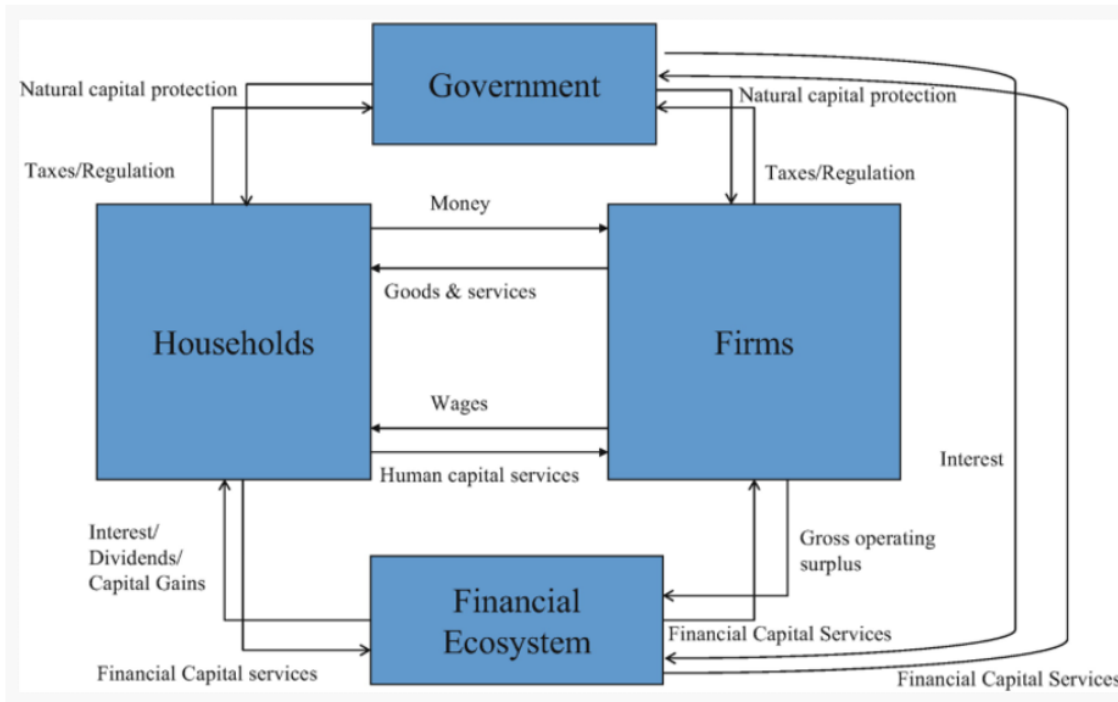 Government
Natural capital protection
Natural capital protection
Taxes/Regulation
Taxes/Regulation
Money
Goods & services
Households
Firms
Wages
Human capital services
Interest
Interest/
Dividends/
Capital Gains
Gross operating
surplus
Financial
Ecosystem
Financial Capital Services
Financial Capital services
Financial Capital Services